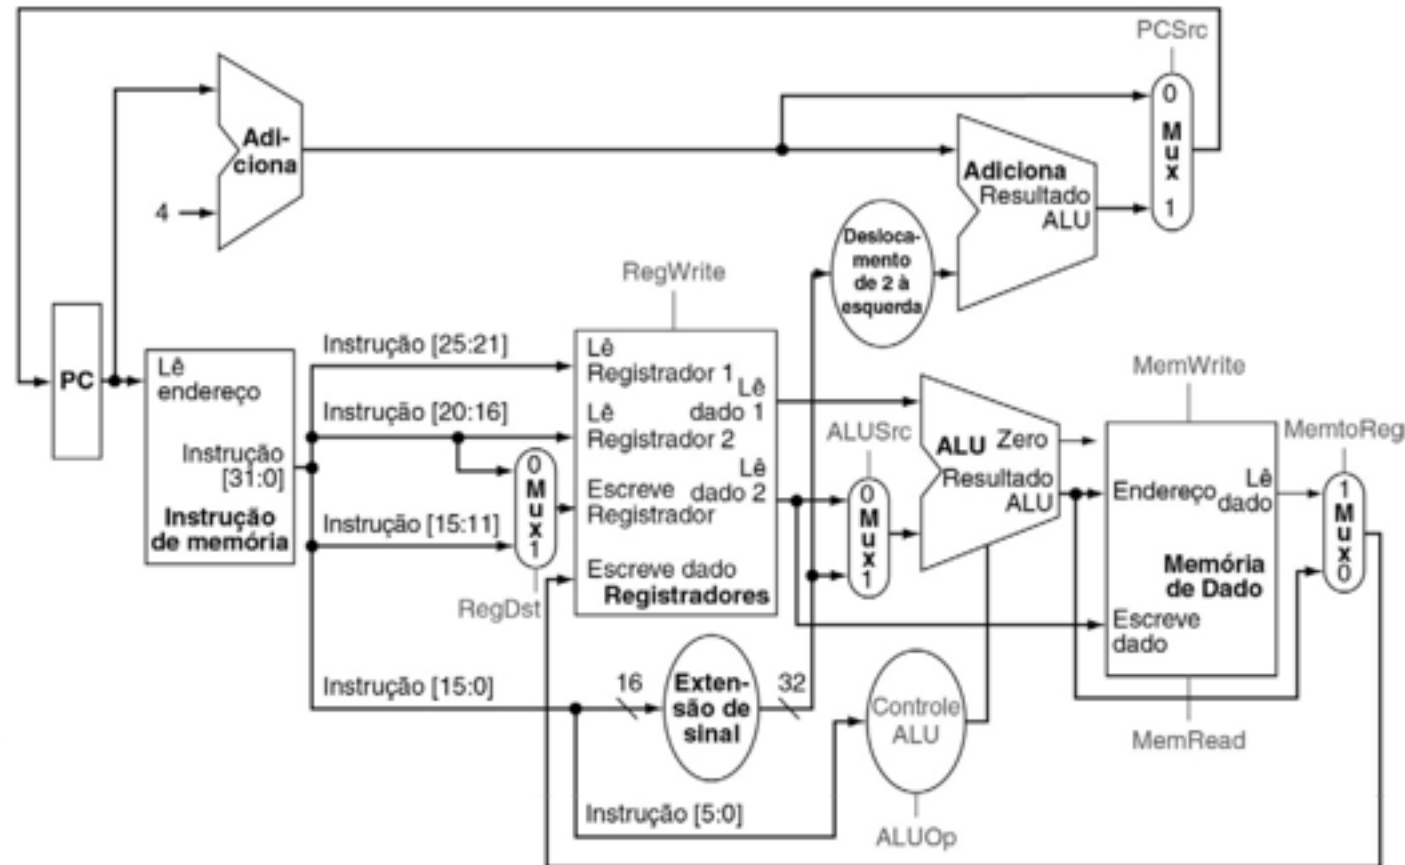 PCSrc
0
Mux
1
Adi-
ciona
4
Adiciona
Resultado
ALU
Desloca-
mento
de 2 à
esquerda
RegWrite
PC
Lê
endereço
Instrução
[31:0]
Instrução
de memória
Instrução [25:21]
Instrução [20:16]
Instrução [15:11]
0
Mux
1
RegDst
Lê
Registrador 1
Lê
dado 1
Lê
Registrador 2
Lê
dado 2
Escreve
Registrador
Escreve dado
Registradores
ALUSrc
0
Mux
1
ALU
Zero
Resultado
ALU
MemWrite
Endereço
Lê
dado
Memória
de Dado
Escreve
dado
MemRead
MemtoReg
1
Mux
0
Instrução [15:0]
16
Exten-
são de
sinal
32
Controle
ALU
Instrução [5:0]
ALUOp